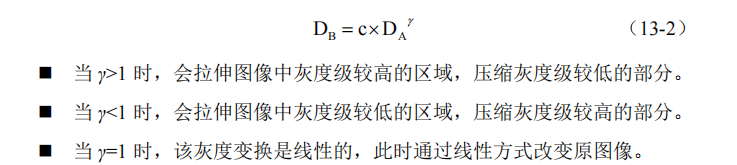 D_B = c×D_A^γ （13-2）
■ 当 γ>1 时，会拉伸图像中灰度级较高的区域，压缩灰度级较低的部分。
■ 当 γ<1 时，会拉伸图像中灰度级较低的区域，压缩灰度级较高的部分。
■ 当 γ=1 时，该灰度变换是线性的，此时通过线性方式改变原图像。